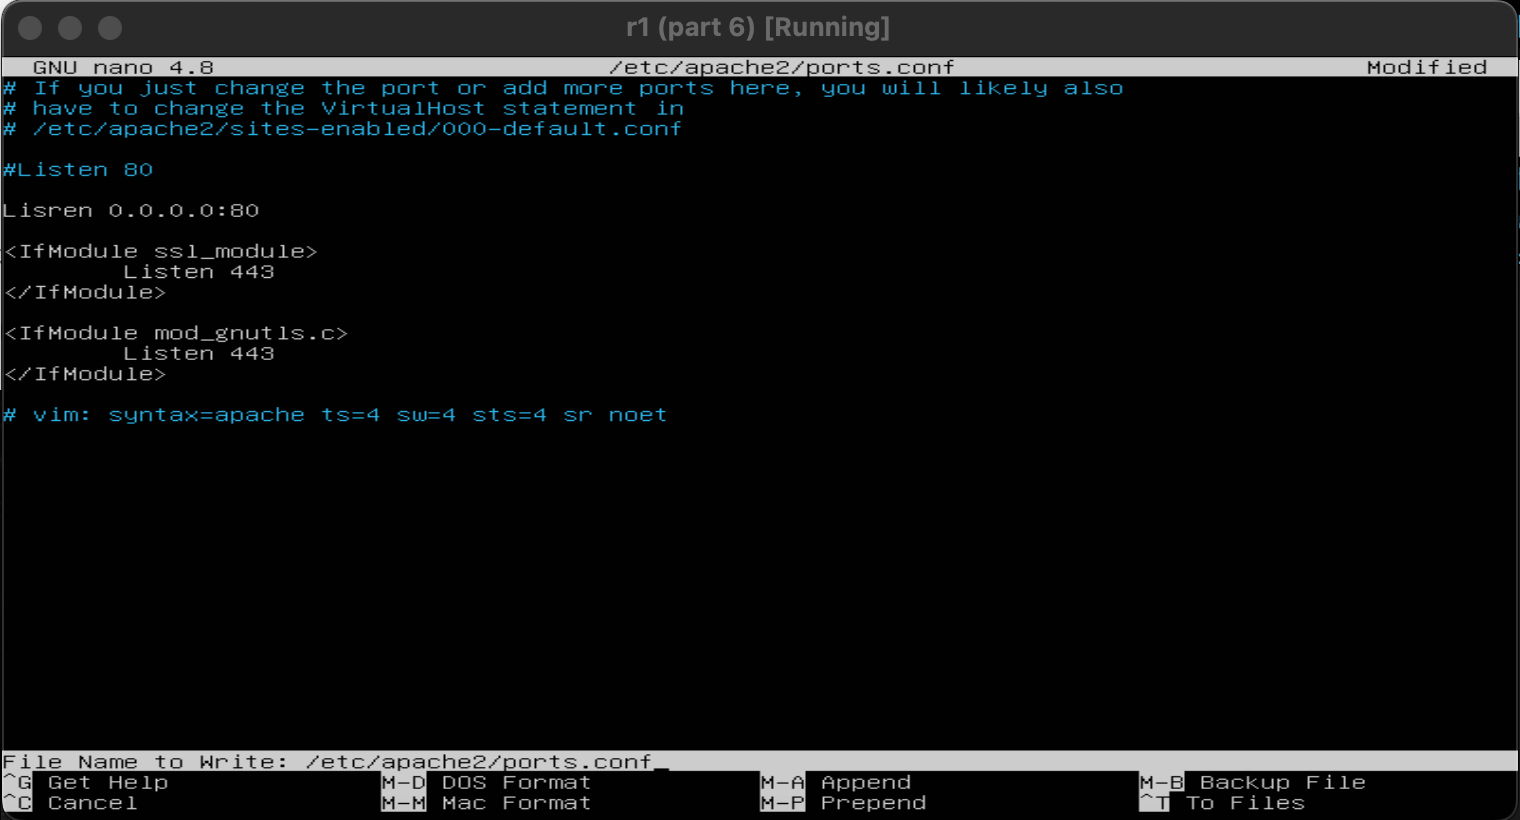 r1 (part 6) [Running]
GNU nano 4.8 /etc/apache2/ports.conf Modified
# If you just change the port or add more ports here, you will likely also
# have to change the VirtualHost statement in
# /etc/apache2/sites-enabled/000-default.conf
#Listen 80
Lisren 0.0.0.0:80
<IfModule ssl_module>
Listen 443
</IfModule>
<IfModule mod_gnutls.c>
Listen 443
</IfModule>
# vim: syntax=apache ts=4 sw=4 sts=4 sr noet
File Name to Write: /etc/apache2/ports.conf_
^G Get Help M-D DOS Format M-A Append M-B Backup File
^C Cancel M-M Mac Format M-P Prepend ^T To Files